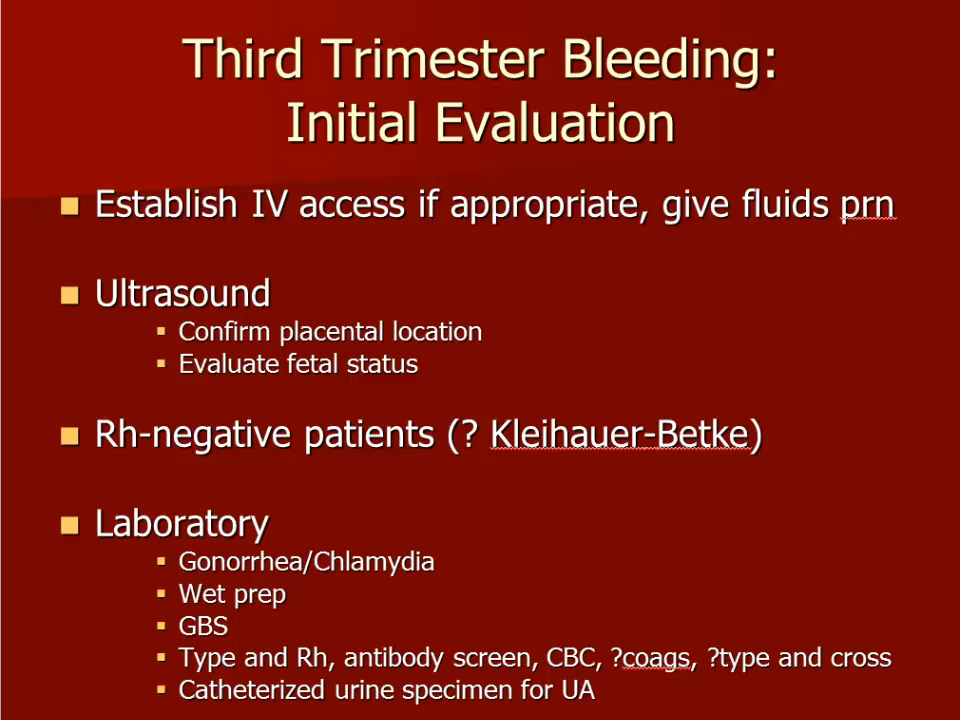 Third Trimester Bleeding:
Initial Evaluation
Establish IV access if appropriate, give fluids prn
Ultrasound
Confirm placental location
Evaluate fetal status
Rh-negative patients (? Kleihauer-Betke)
Laboratory
Gonorrhea/Chlamydia
Wet prep
GBS
Type and Rh, antibody screen, CBC, ?coags, ?type and cross
Catheterized urine specimen for UA